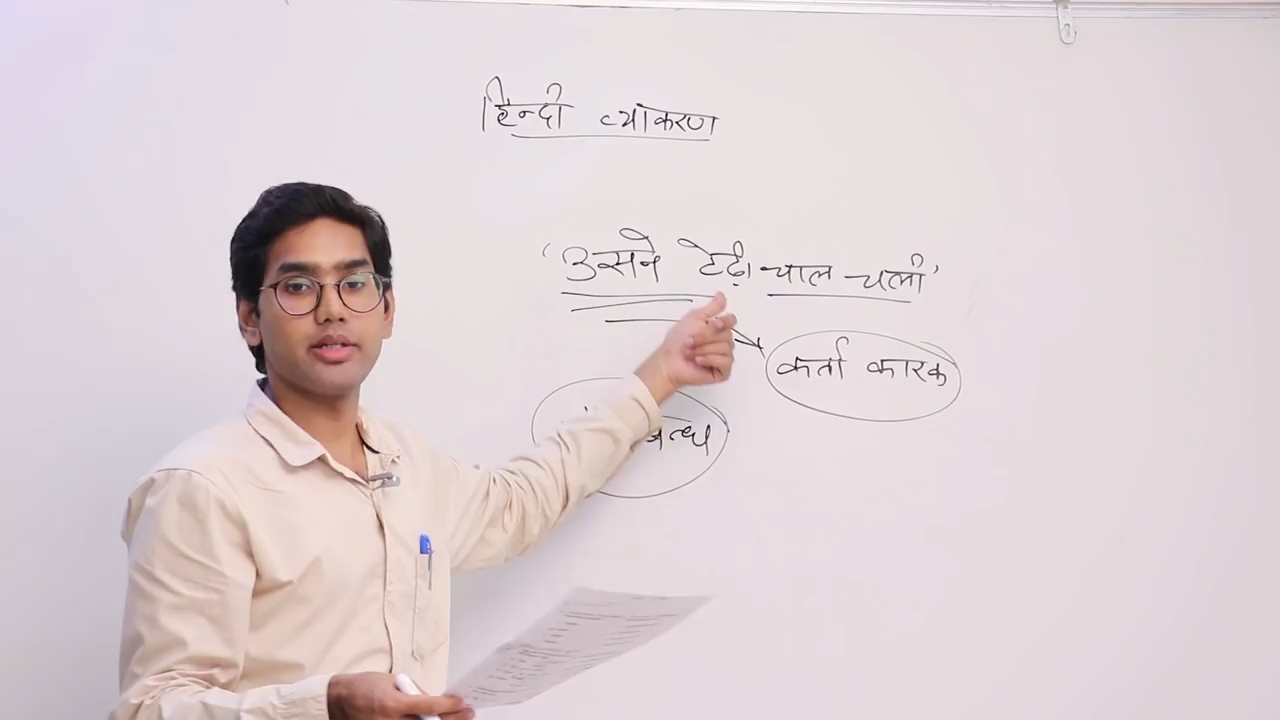 हिन्दी व्याकरण
'उसने टेढ़ी चाल चली'
कर्ता कारक